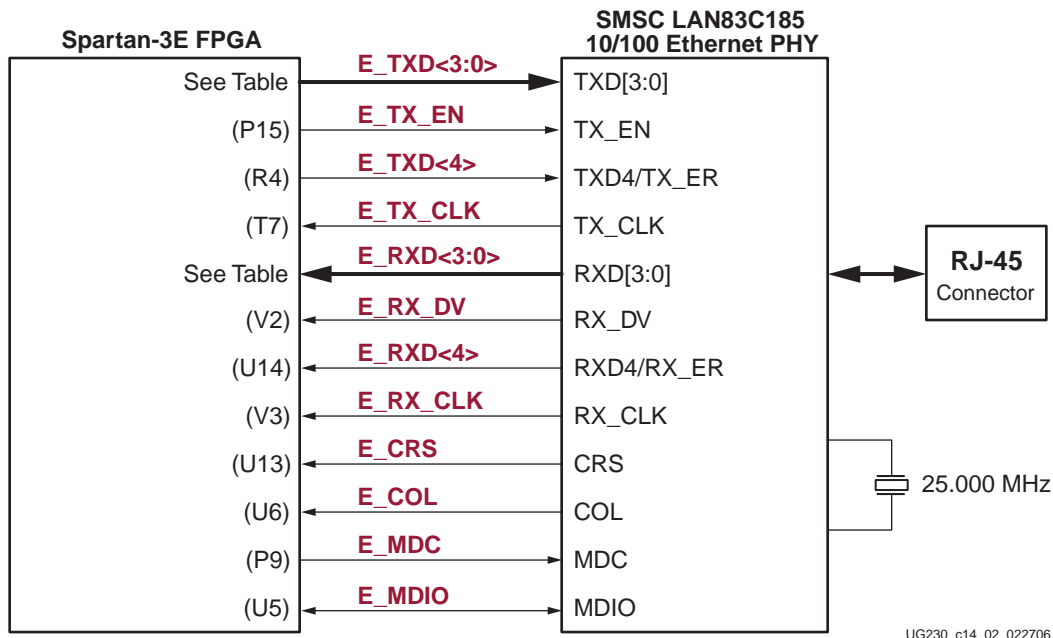 Spartan-3E FPGA
SMSC LAN83C185
10/100 Ethernet PHY
See Table E_TXD<3:0> TXD[3:0]
(P15) E_TX_EN TX_EN
(R4) E_TXD<4> TXD4/TX_ER
(T7) E_TX_CLK TX_CLK
See Table E_RXD<3:0> RXD[3:0]
(V2) E_RX_DV RX_DV
(U14) E_RXD<4> RXD4/RX_ER
(V3) E_RX_CLK RX_CLK
(U13) E_CRS CRS
(U6) E_COL COL
(P9) E_MDC MDC
(U5) E_MDIO MDIO
RJ-45
Connector
25.000 MHz
UG230_c14_02_022706